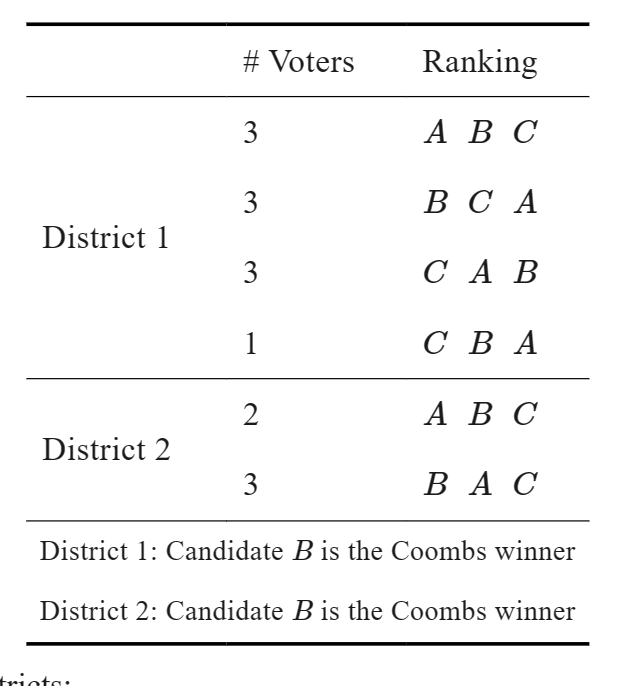 # Voters Ranking
3 A B C
3 B C A
District 1
3 C A B
1 C B A
2 A B C
District 2
3 B A C
District 1: Candidate B is the Coombs winner
District 2: Candidate B is the Coombs winner